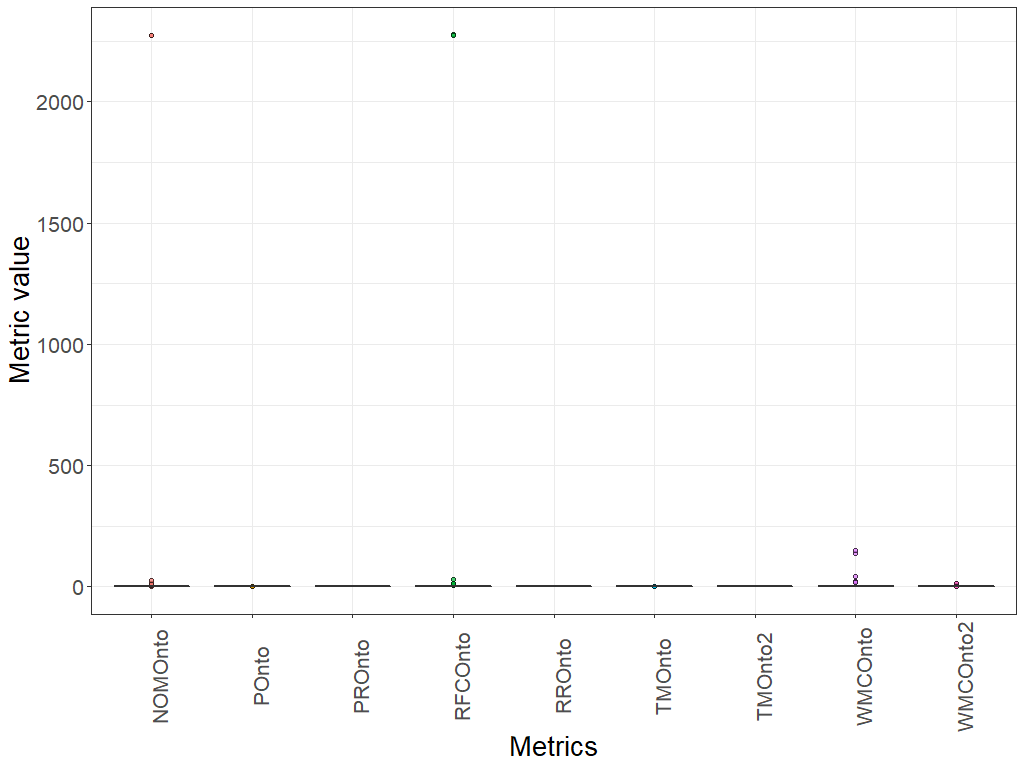 Metric value
2000
1500
1000
500
0
NOMOnto
POnto
PROnto
RFCOnto
RROnto
TMOnto
TMOnto2
WMCOnto
WMCOnto2
Metrics